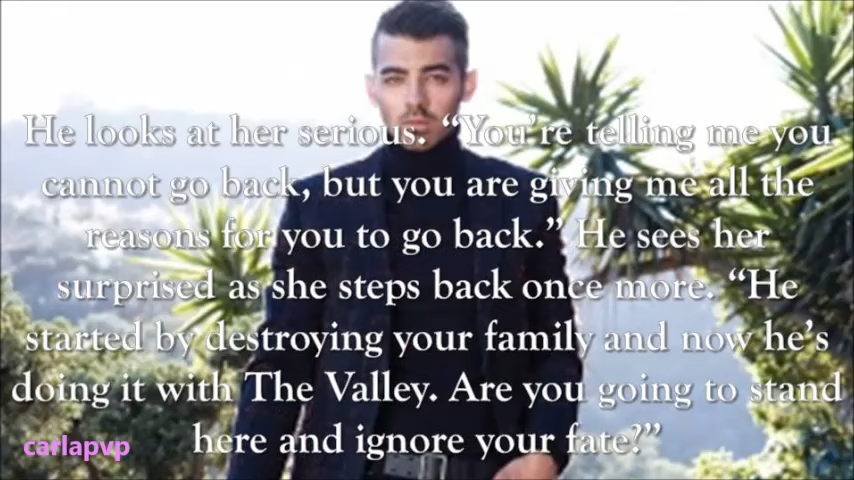 He looks at her serious. “You’re telling me you
cannot go back, but you are giving me all the
reasons for you to go back.” He sees her
surprised as she steps back once more. “He
started by destroying your family and now he’s
doing it with The Valley. Are you going to stand
here and ignore your fate?”
carlapvp